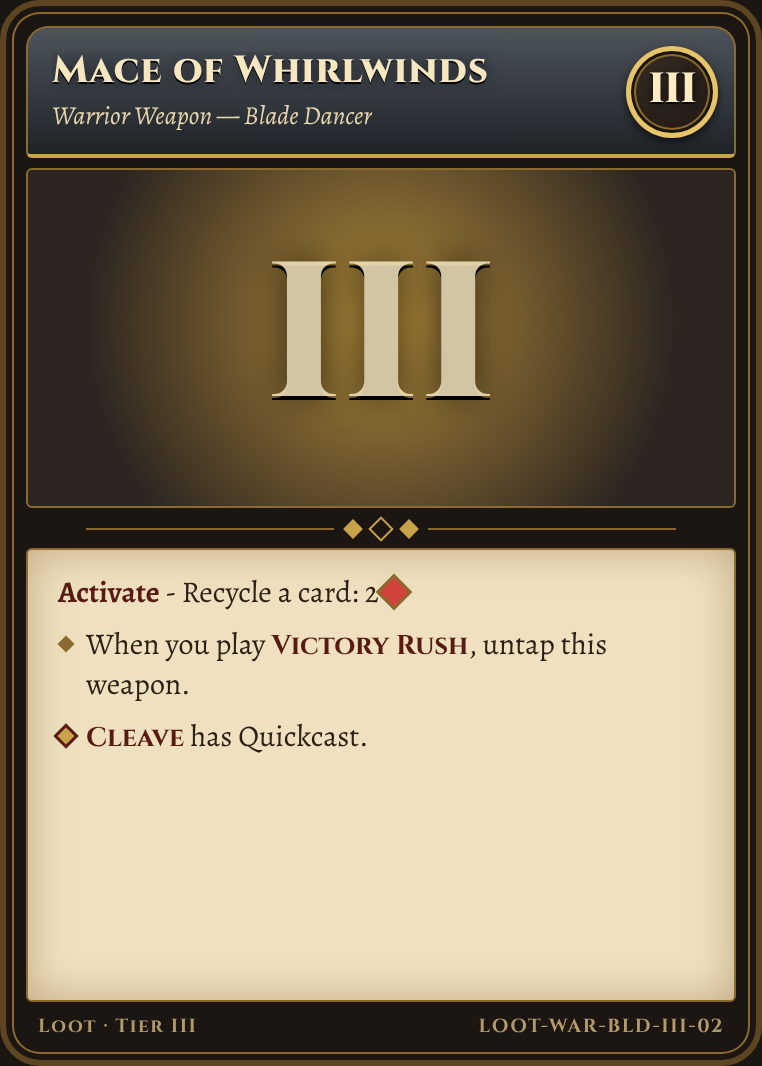 Mace of Whirlwinds
Warrior Weapon — Blade Dancer
III
III
Activate - Recycle a card: 2
When you play Victory Rush, untap this
weapon.
Cleave has Quickcast.
Loot · Tier III
LOOT-WAR-BLD-III-02